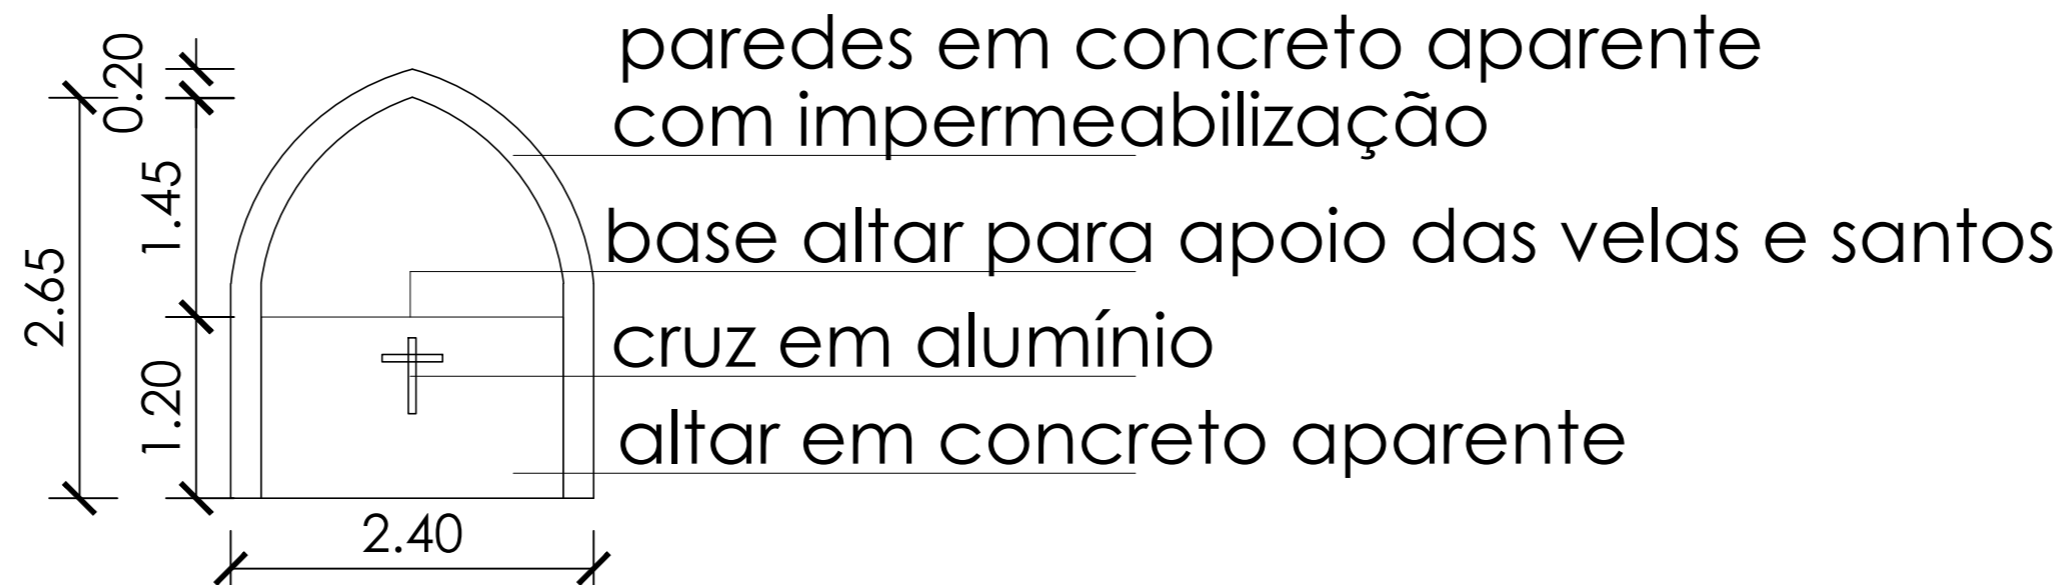 0.20
paredes em concreto aparente
com impermeabilização
1.45
base altar para apoio das velas e santos
2.65
cruz em alumínio
1.20
altar em concreto aparente
2.40